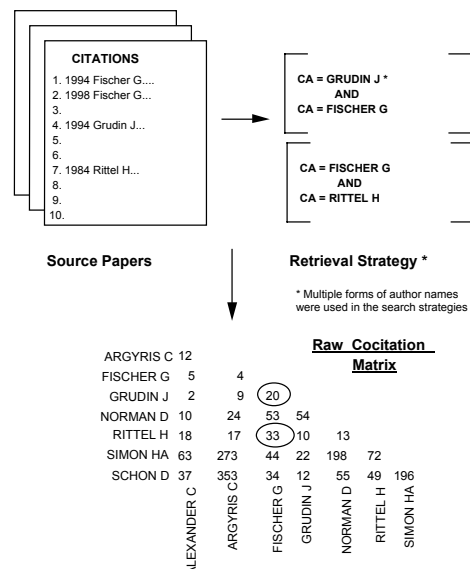 CITATIONS
1. 1994 Fischer G....
2. 1998 Fischer G...
3.
4. 1994 Grudin J...
5.
6.
7. 1984 Rittel H...
8.
9.
10.
CA = GRUDIN J *
AND
CA = FISCHER G
CA = FISCHER G
AND
CA = RITTEL H
Source Papers
Retrieval Strategy *
* Multiple forms of author names
were used in the search strategies
Raw Cocitation
Matrix
ARGYRIS C 12
FISCHER G 5 4
GRUDIN J 2 9 20
NORMAN D 10 24 53 54
RITTEL H 18 17 33 10 13
SIMON HA 63 273 44 22 198 72
SCHON D 37 353 34 12 55 49 196
ALEXANDER C
ARGYRIS C
FISCHER G
GRUDIN J
NORMAN D
RITTEL H
SIMON HA